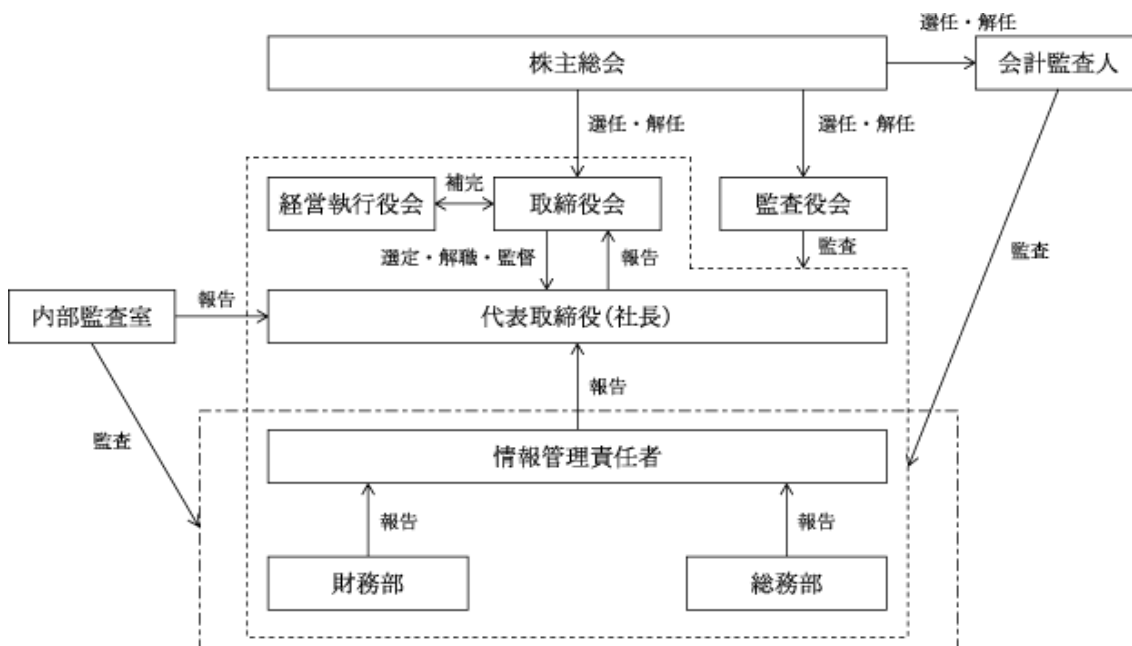 選任・解任
株主総会
会計監査人
選任・解任
選任・解任
補完
経営執行役会
取締役会
監査役会
選定・解職・監督
報告
監査
監査
報告
内部監査室
代表取締役(社長)
報告
監査
情報管理責任者
報告
報告
財務部
総務部